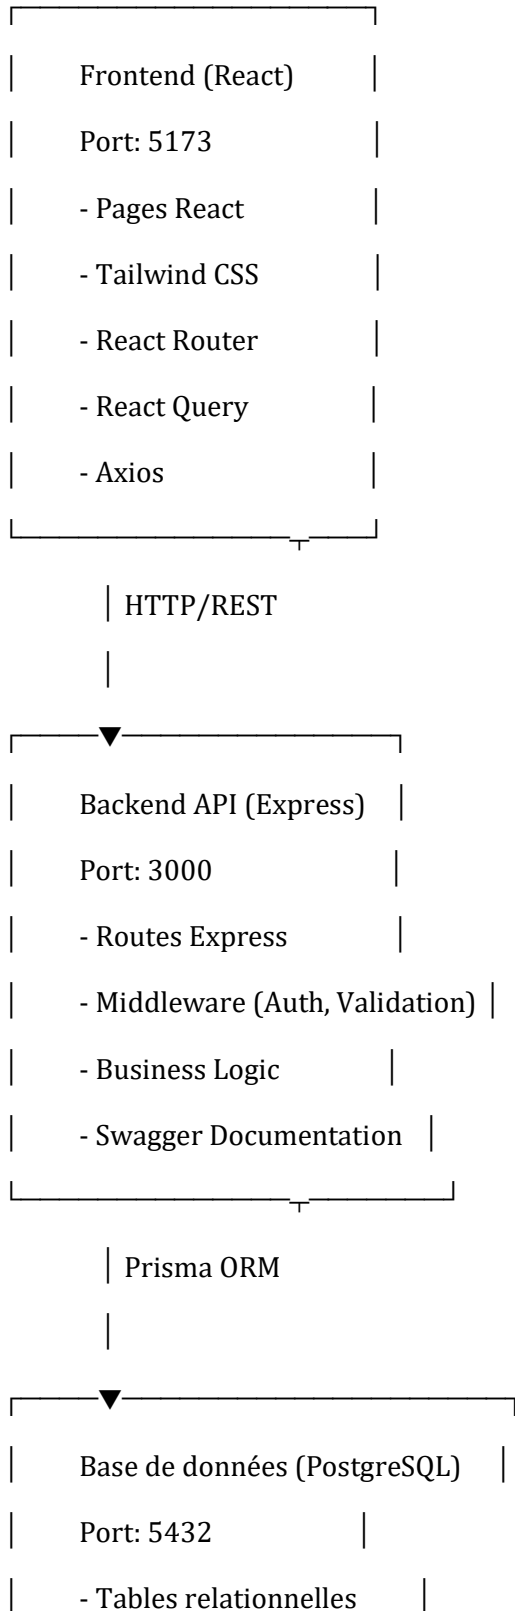 Frontend (React)
Port: 5173
- Pages React
- Tailwind CSS
- React Router
- React Query
- Axios
HTTP/REST
Backend API (Express)
Port: 3000
- Routes Express
- Middleware (Auth, Validation)
- Business Logic
- Swagger Documentation
Prisma ORM
Base de données (PostgreSQL)
Port: 5432
- Tables relationnelles